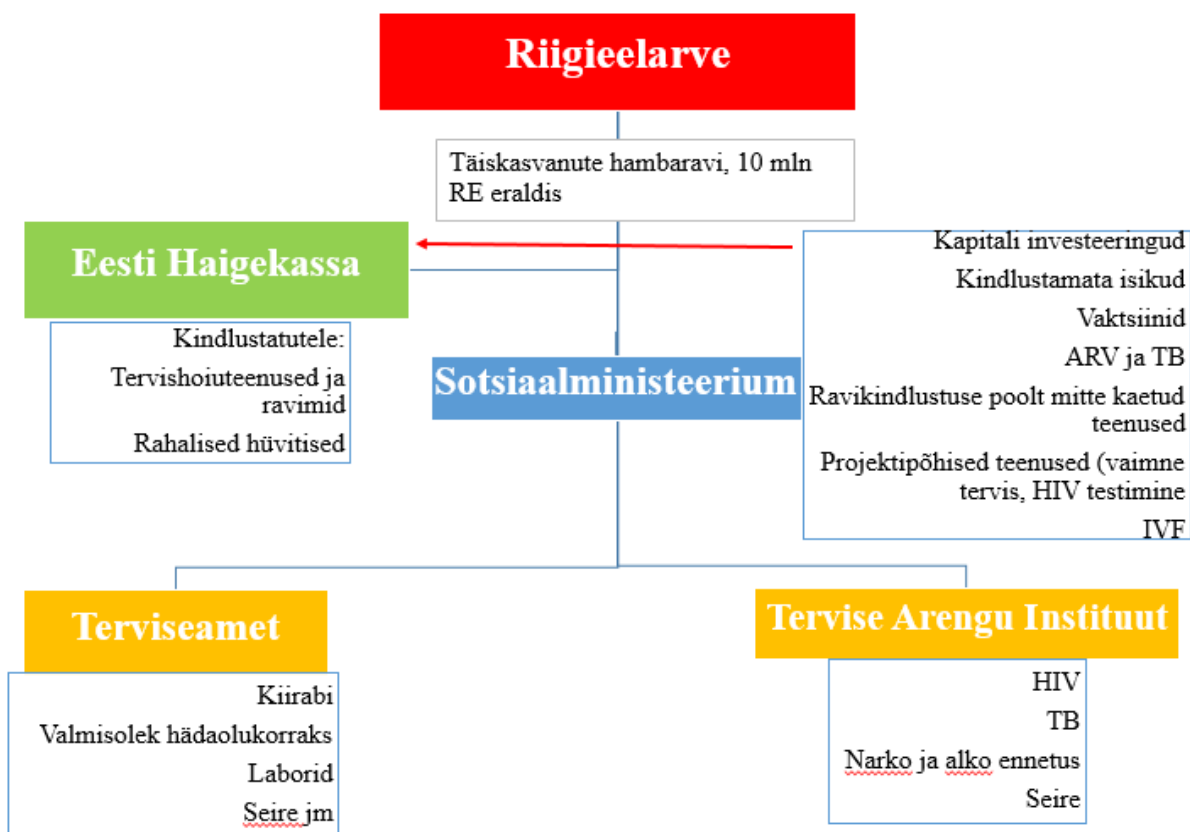 Riigieelarve
Täiskasvanute hambaravi, 10 mln
RE eraldis
Eesti Haigekassa
Kindlustatutele:
Tervishoiuteenused ja
ravimid
Rahalised hüvitised
Sotsiaalministeerium
Kapitali investeeringud
Kindlustamata isikud
Vaktsiinid
ARV ja TB
Ravikindlustuse poolt mitte kaetud
teenused
Projektipõhised teenused (vaimne
tervis, HIV testimine
IVF
Terviseamet
Kiirabi
Valmisolek hädaolukorraks
Laborid
Seire jm
Tervise Arengu Instituut
HIV
TB
Narko ja alko ennetus
Seire